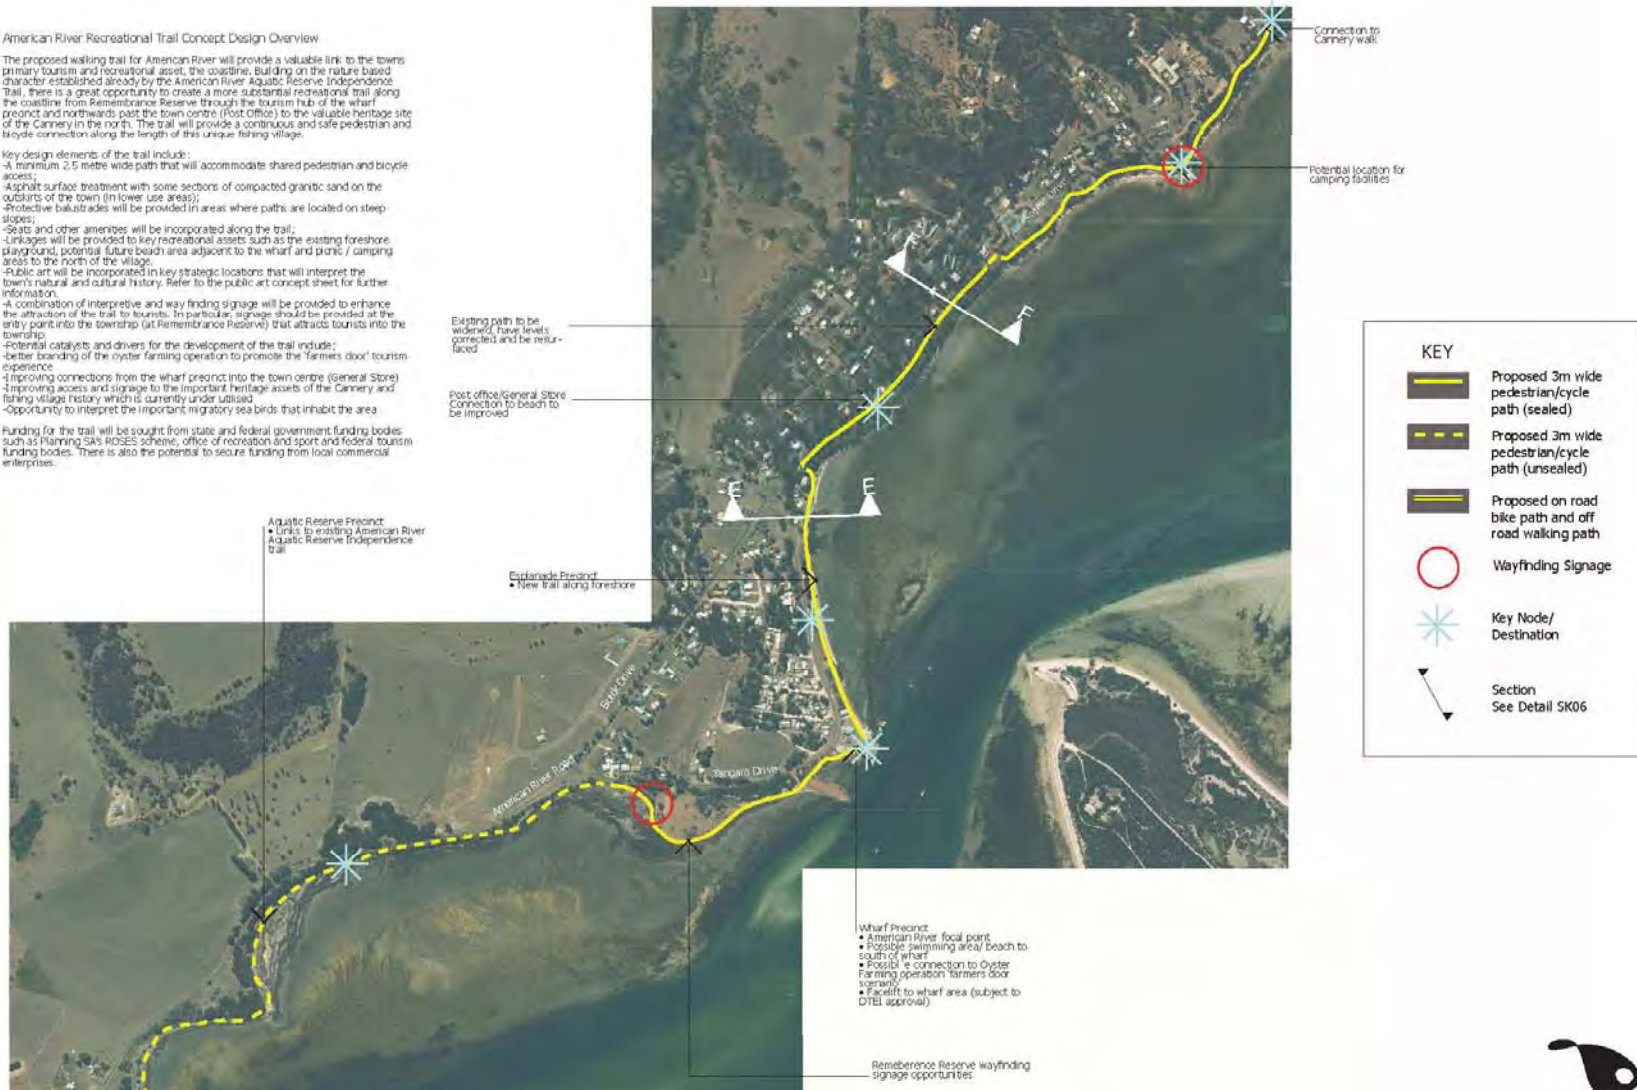 American River Recreational Trail Concept Design Overview
The proposed walking trail for American River will provide a valuable link to the towns
primary tourism and recreational asset, the coastline. Building on the nature based
character established already by the American River Aquatic Reserve Independence
Trail, there is a great opportunity to create a more substantial recreational trail along
the coastline from Remembrance Reserve through the tourism hub of the wharf
precinct and northwards past the town centre (Post Office) to the valuable heritage site
of the Cannery in the north. The trail will provide a continuous and safe pedestrian and
bicycle connection along the length of this unique fishing village.
Key design elements of the trail include:
-A minimum 2.5 metre wide path that will accommodate shared pedestrian and bicycle
access;
-Asphalt surface treatment with some sections of compacted granitic sand on the
outskirts of the town (in lower use areas);
-Protective balustrades will be provided in areas where paths are located on steep
slopes;
-Seats and other amenities will be incorporated along the trail;
-Linkages will be provided to key recreational assets such as the existing foreshore
playground, potential future beach area adjacent to the wharf and picnic / camping
areas to the north of the village.
-Public art will be incorporated in key strategic locations that will interpret the
town's natural and cultural history. Refer to the public art concept sheet for further
information.
-A combination of interpretive and way finding signage will be provided to enhance
the attraction of the trail to tourists. In particular, signage should be provided at the
entry point into the township (at Remembrance Reserve) that attracts tourists into the
township.
-Potential catalysts and drivers for the development of the trail include;
-better branding of the oyster farming operation to promote the 'farmers door' tourism
experience
-Improving connections from the wharf precinct into the town centre (General Store)
-Improving access and signage to the important heritage assets of the Cannery and
fishing village history which is currently under utilised
-Opportunity to interpret the important migratory sea birds that inhabit the area
Funding for the trail will be sought from state and federal government funding bodies
such as Planning SA's ROSES scheme, office of recreation and sport and federal tourism
funding bodies. There is also the potential to secure funding from local commercial
enterprises.
Connection to
Cannery walk
Potential location for
camping facilities
Existing path to be
widened, have levels
corrected and be resur-
faced
Post office/General Store
Connection to beach to
be improved
F
F
E
E
Aquatic Reserve Precinct
• Links to existing American River
Aquatic Reserve Independence
trail
Esplanade Precinct
• New trail along foreshore
Drive
American River Road
Tangara Drive
Wharf Precinct
• American River focal point
• Possible swimming area/ beach to
south of wharf
• Possible connection to Oyster
Farming operation 'farmers door
scenario'
• Facelift to wharf area (subject to
DTEI approval)
Remeberence Reserve wayfinding
signage opportunities
KEY
Proposed 3m wide
pedestrian/cycle
path (sealed)
Proposed 3m wide
pedestrian/cycle
path (unsealed)
Proposed on road
bike path and off
road walking path
Wayfinding Signage
Key Node/
Destination
Section
See Detail SK06